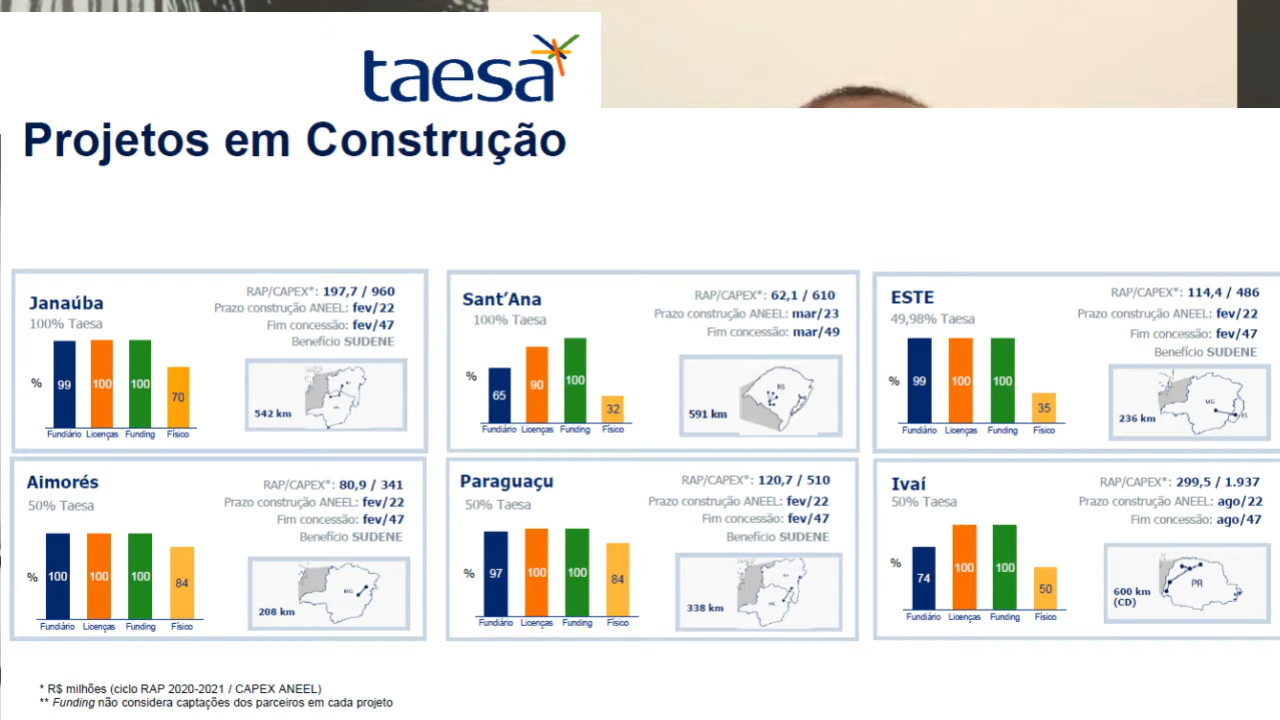 taesa
Projetos em Construção
Janaúba
100% Taesa
RAP/CAPEX*: 197,7 / 960
Prazo construção ANEEL: fev/22
Fim concessão: fev/47
Benefício SUDENE
%
99
100
100
70
Fundiário Licenças Funding Físico
542 km
Sant'Ana
100% Taesa
RAP/CAPEX*: 62,1 / 610
Prazo construção ANEEL: mar/23
Fim concessão: mar/49
%
65
90
100
32
Fundiário Licenças Funding Físico
591 km
RS
ESTE
49,98% Taesa
RAP/CAPEX*: 114,4 / 486
Prazo construção ANEEL: fev/22
Fim concessão: fev/47
Benefício SUDENE
%
99
100
100
35
Fundiário Licenças Funding Físico
236 km
MG
Aimorés
50% Taesa
RAP/CAPEX*: 80,9 / 341
Prazo construção ANEEL: fev/22
Fim concessão: fev/47
Benefício SUDENE
%
100
100
100
84
Fundiário Licenças Funding Físico
208 km
MG
Paraguaçu
50% Taesa
RAP/CAPEX*: 120,7 / 510
Prazo construção ANEEL: fev/22
Fim concessão: fev/47
Benefício SUDENE
%
97
100
100
84
Fundiário Licenças Funding Físico
338 km
Ivaí
50% Taesa
RAP/CAPEX*: 299,5 / 1.937
Prazo construção ANEEL: ago/22
Fim concessão: ago/47
%
74
100
100
50
Fundiário Licenças Funding Físico
600 km
(CD)
PR
* R$ milhões (ciclo RAP 2020-2021 / CAPEX ANEEL)
** Funding não considera captações dos parceiros em cada projeto